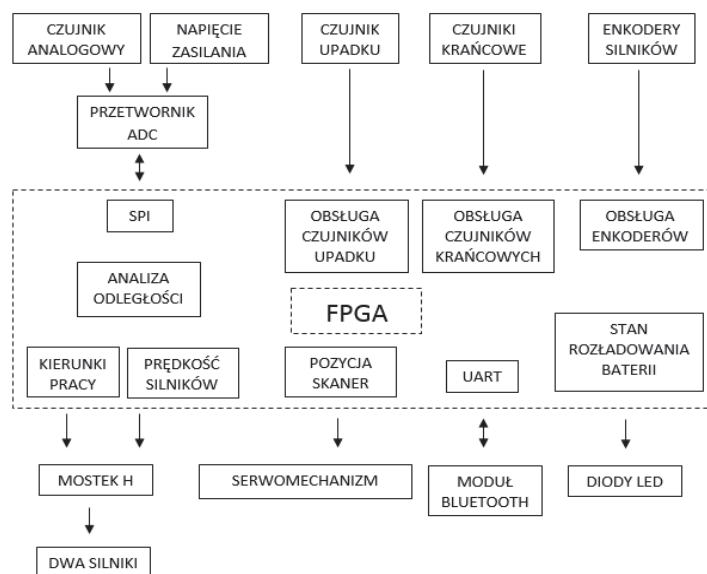 CZUJNIK
ANALOGOWY
NAPIĘCIE
ZASILANIA
CZUJNIK
UPADKU
CZUJNIKI
KRAŃCOWE
ENKODERY
SILNIKÓW
PRZETWORNIK
ADC
SPI
OBSŁUGA
CZUJNIKÓW
UPADKU
OBSŁUGA
CZUJNIKÓW
KRAŃCOWYCH
OBSŁUGA
ENKODERÓW
ANALIZA
ODLEGŁOŚCI
FPGA
KIERUNKI
PRACY
PRĘDKOŚĆ
SILNIKÓW
POZYCJA
SKANER
UART
STAN
ROZŁADOWANIA
BATERII
MOSTEK H
SERWOMECHANIZM
MODUŁ
BLUETOOTH
DIODY LED
DWA SILNIKI